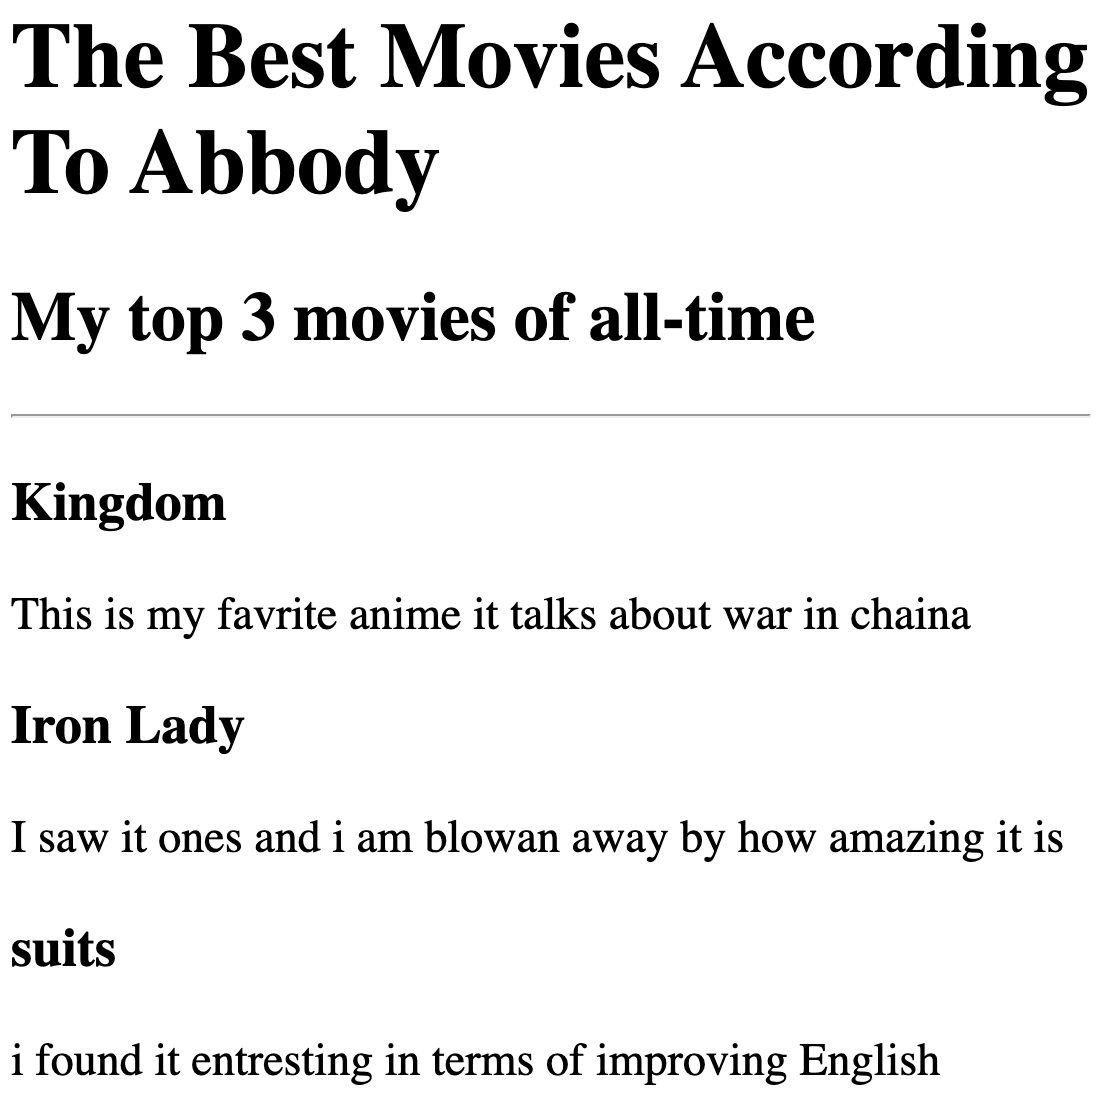 The Best Movies According
To Abbody
My top 3 movies of all-time
Kingdom
This is my favrite anime it talks about war in chaina
Iron Lady
I saw it ones and i am blowan away by how amazing it is
suits
i found it entresting in terms of improving English